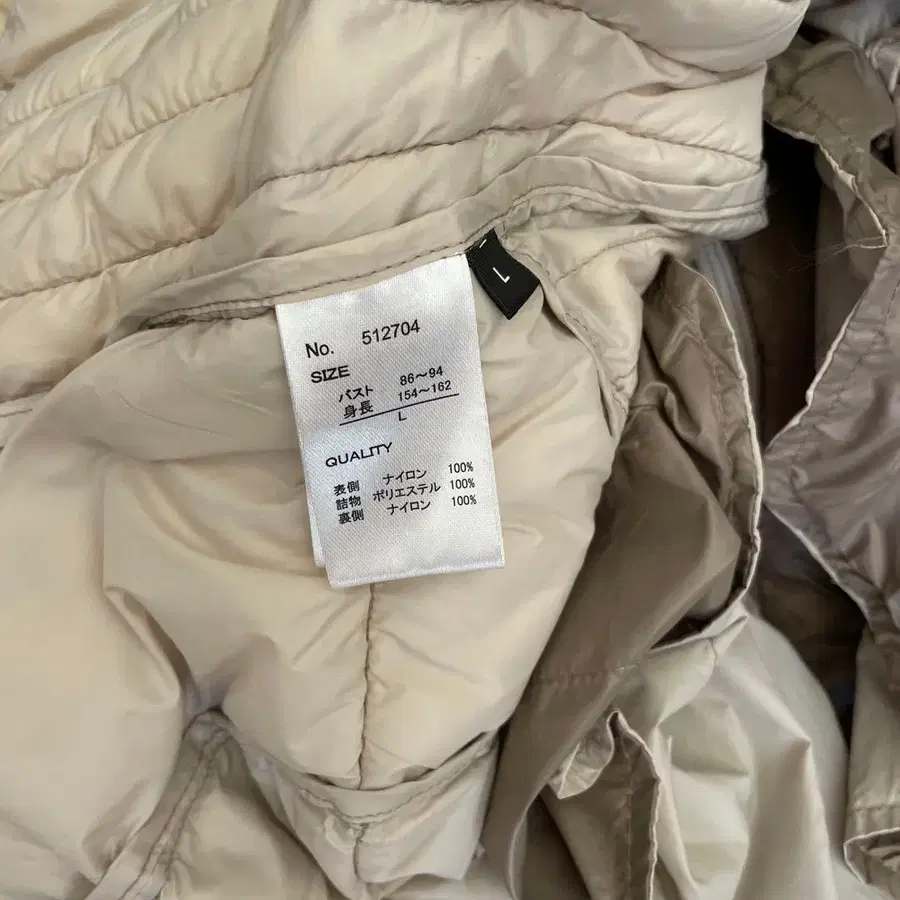 L
No. 512704
SIZE
バスト 86〜94
身長 154〜162
L
QUALITY
表側 ナイロン 100%
詰物 ポリエステル 100%
裏側 ナイロン 100%